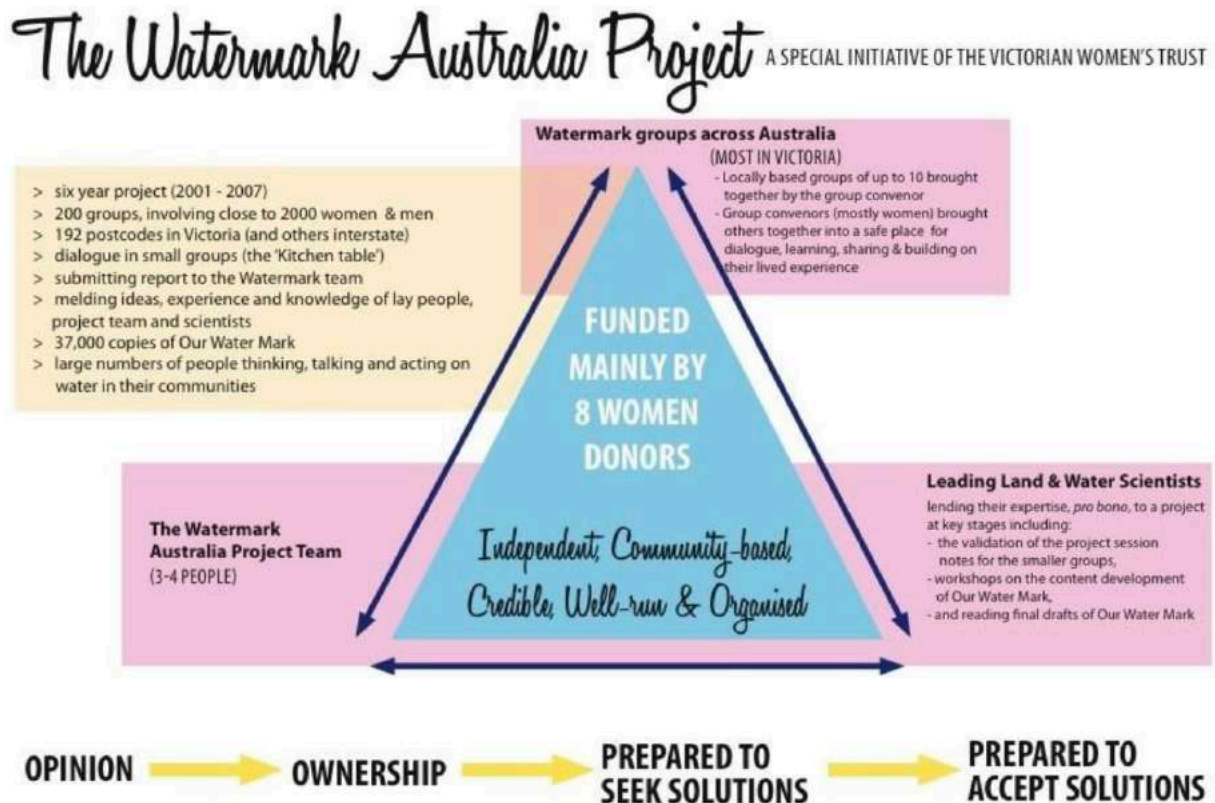 The Watermark Australia Project
A SPECIAL INITIATIVE OF THE VICTORIAN WOMEN'S TRUST
Watermark groups across Australia
(MOST IN VICTORIA)
- Locally based groups of up to 10 brought
together by the group convenor
- Group convenors (mostly women) brought
others together into a safe place for
dialogue, learning, sharing & building on
their lived experience
> six year project (2001 - 2007)
> 200 groups, involving close to 2000 women & men
> 192 postcodes in Victoria (and others interstate)
> dialogue in small groups (the 'Kitchen table')
> submitting report to the Watermark team
> melding ideas, experience and knowledge of lay people,
project team and scientists
> 37,000 copies of Our Water Mark
> large numbers of people thinking, talking and acting on
water in their communities
FUNDED
MAINLY BY
8 WOMEN
DONORS
Independent, Community-based,
Credible, Well-run & Organised
The Watermark
Australia Project Team
(3-4 PEOPLE)
Leading Land & Water Scientists
lending their expertise, pro bono, to a project
at key stages including:
- the validation of the project session
notes for the smaller groups,
- workshops on the content development
of Our Water Mark,
- and reading final drafts of Our Water Mark
OPINION
OWNERSHIP
PREPARED TO
SEEK SOLUTIONS
PREPARED TO
ACCEPT SOLUTIONS